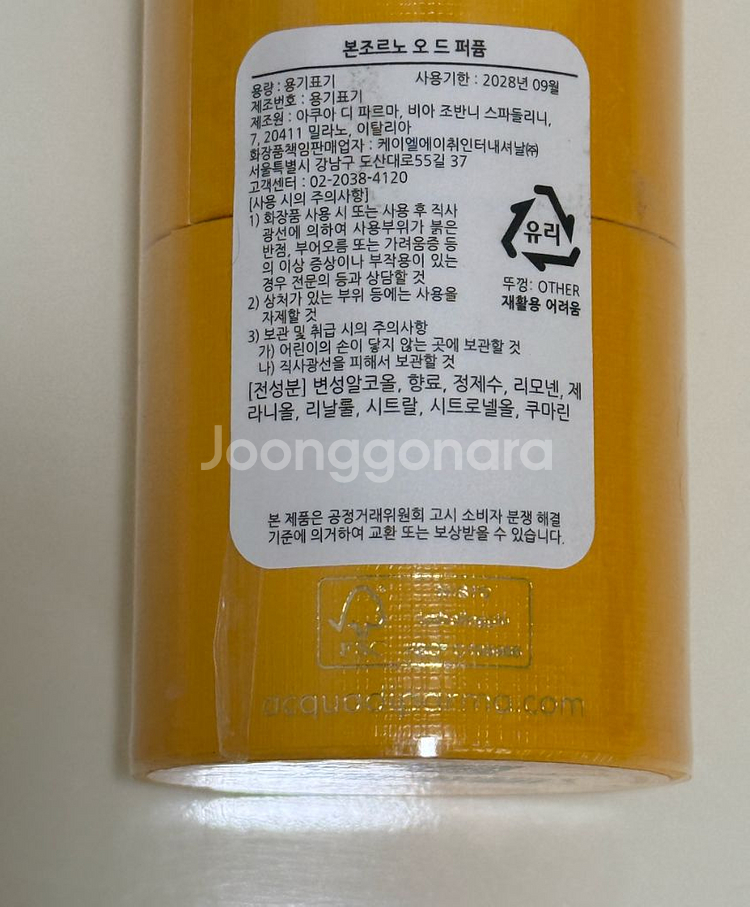 본조르노 오 드 퍼퓸
용량 : 용기표기 사용기한 : 2028년 09월
제조번호 : 용기표기
제조원 : 아쿠아 디 파르마, 비아 조반니 스파돌리니,
7, 20411 밀라노, 이탈리아
화장품책임판매업자 : 케이엘에이취인터내셔날㈜
서울특별시 강남구 도산대로55길 37
고객센터 : 02-2038-4120
[사용 시의 주의사항]
1) 화장품 사용 시 또는 사용 후 직사
광선에 의하여 사용부위가 붉은
반점, 부어오름 또는 가려움증 등
의 이상 증상이나 부작용이 있는
경우 전문의 등과 상담할 것
2) 상처가 있는 부위 등에는 사용을
자제할 것
3) 보관 및 취급 시의 주의사항
가) 어린이의 손이 닿지 않는 곳에 보관할 것
나) 직사광선을 피해서 보관할 것
유리
뚜껑: OTHER
재활용 어려움
[전성분] 변성알코올, 향료, 정제수, 리모넨, 제
라니올, 리날룰, 시트랄, 시트로넬올, 쿠마린
Joonggonara
본 제품은 공정거래위원회 고시 소비자 분쟁 해결
기준에 의거하여 교환 또는 보상받을 수 있습니다.
FSC
acquadiparma.com